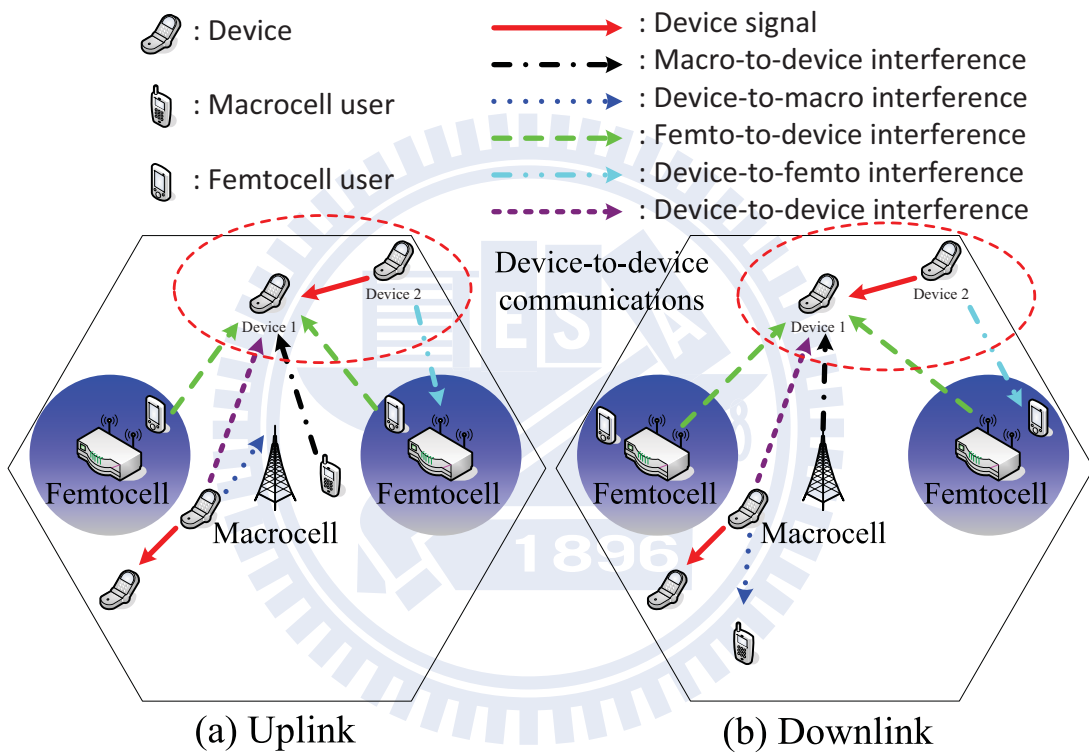 : Device
: Macrocell user
: Femtocell user
: Device signal
: Macro-to-device interference
: Device-to-macro interference
: Femto-to-device interference
: Device-to-femto interference
: Device-to-device interference
Device-to-device
communications
Device 2
Device 1
Femtocell
Macrocell
Femtocell
(a) Uplink
Device 2
Device 1
Femtocell
Macrocell
Femtocell
(b) Downlink
E S A
1896